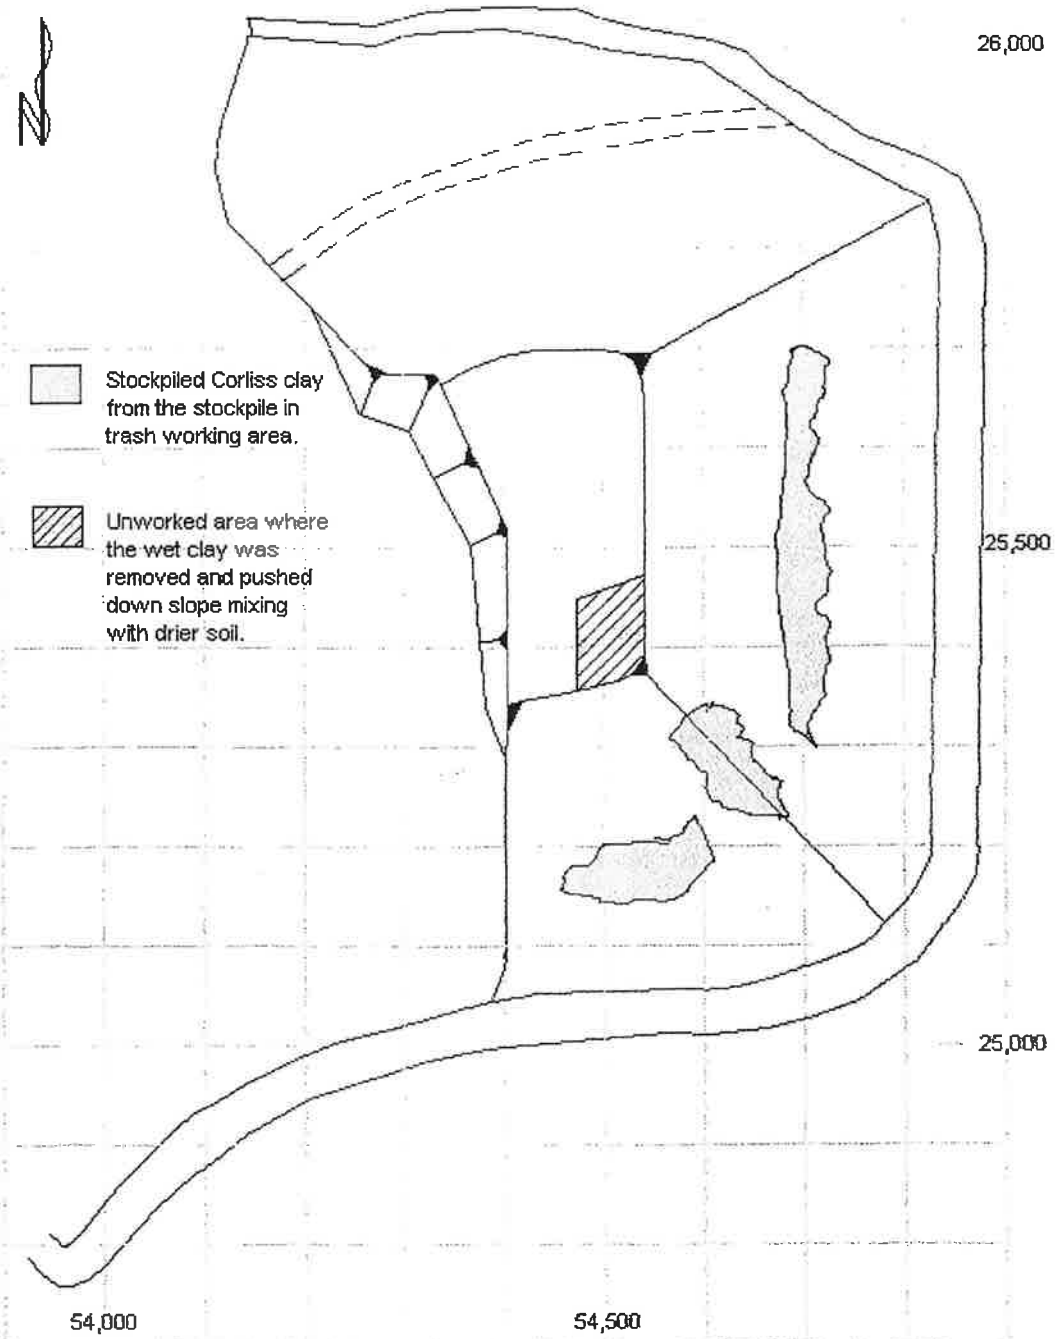 N
26,000
Stockpiled Corliss clay
from the stockpile in
trash working area.
Unworked area where
the wet clay was
removed and pushed
down slope mixing
with drier soil.
25,500
25,000
54,000
54,500